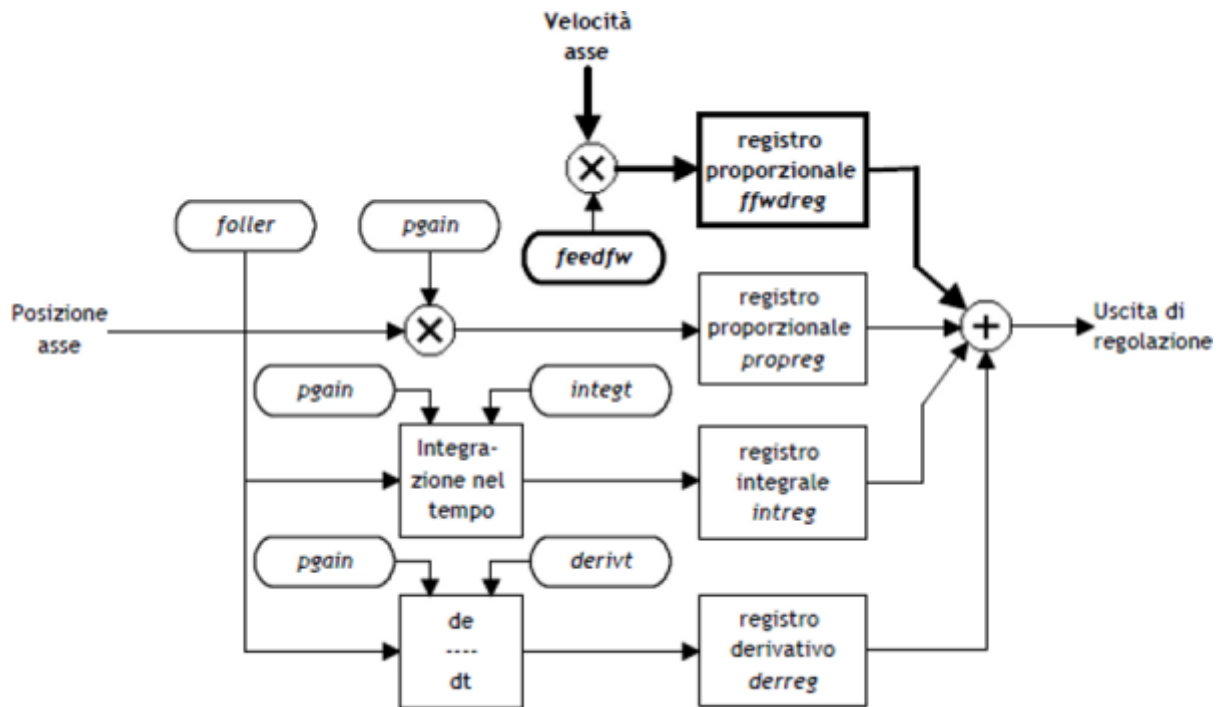 Velocità
asse
registro
proporzionale
ffwdreg
foller
pgain
feedfw
Posizione
asse
registro
proporzionale
propreg
Uscita di
regolazione
pgain
integt
Integra-
zione nel
tempo
registro
integrale
intreg
pgain
derivt
de
----
dt
registro
derivativo
derreg